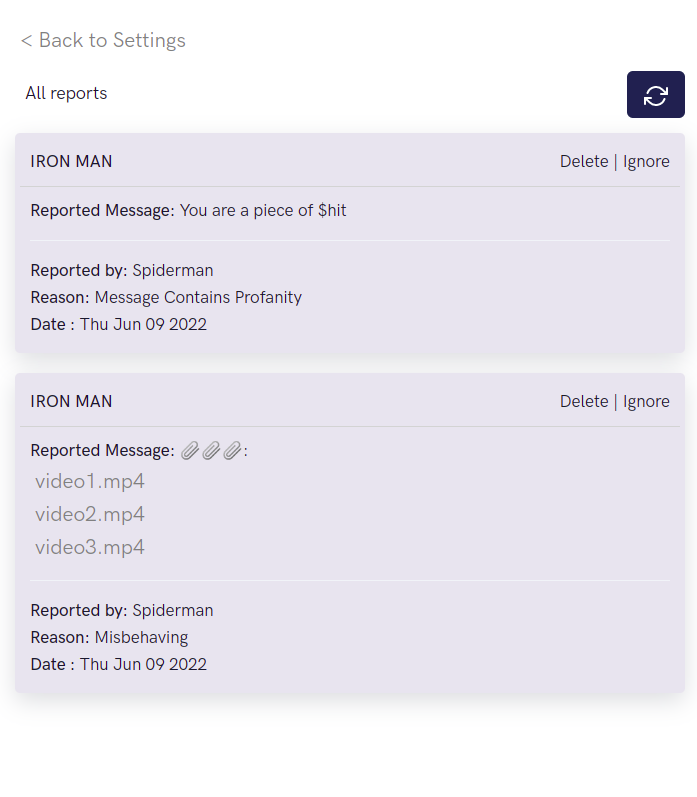 < Back to Settings
All reports
IRON MAN Delete | Ignore
Reported Message: You are a piece of $hit
Reported by: Spiderman
Reason: Message Contains Profanity
Date : Thu Jun 09 2022
IRON MAN Delete | Ignore
Reported Message: 📎📎📎:
video1.mp4
video2.mp4
video3.mp4
Reported by: Spiderman
Reason: Misbehaving
Date : Thu Jun 09 2022